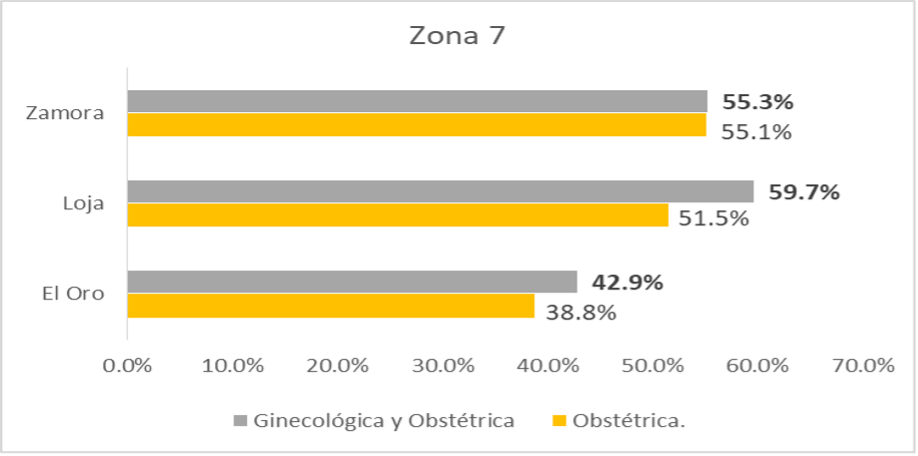 Zona 7
Zamora
55.3%
55.1%
Loja
59.7%
51.5%
El Oro
42.9%
38.8%
0.0% 10.0% 20.0% 30.0% 40.0% 50.0% 60.0% 70.0%
Ginecológica y Obstétrica Obstétrica.